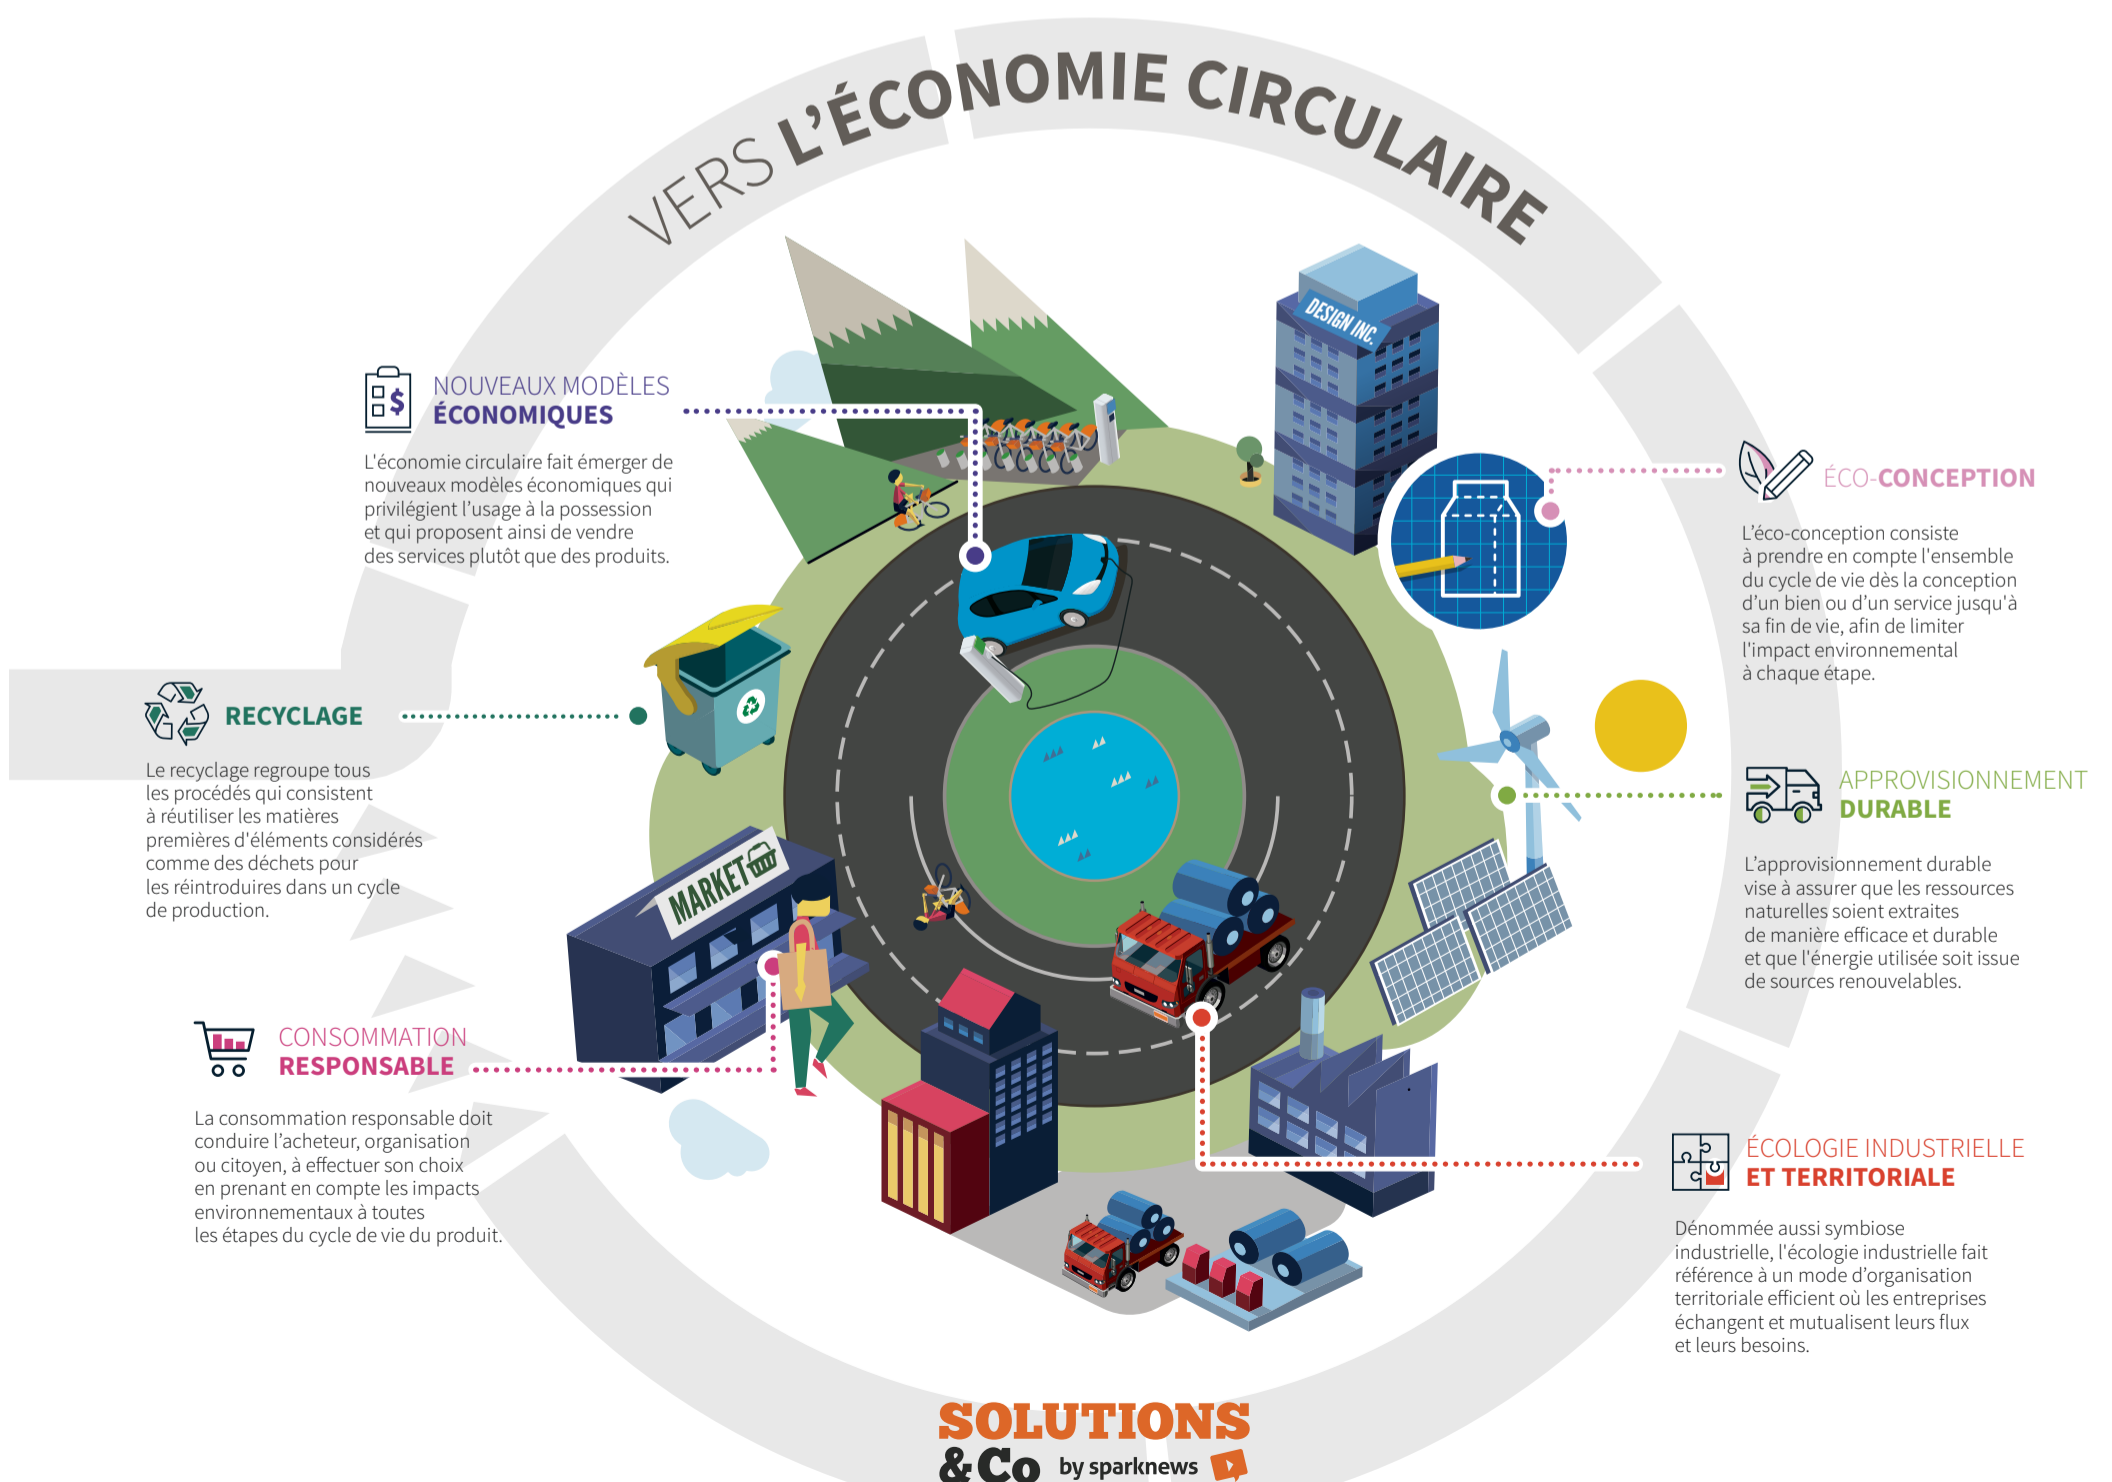 VERS L'ÉCONOMIE CIRCULAIRE
DESIGN INC.
NOUVEAUX MODÈLES
ÉCONOMIQUES
L'économie circulaire fait émerger de
nouveaux modèles économiques qui
privilégient l'usage à la possession
et qui proposent ainsi de vendre
des services plutôt que des produits.
ÉCO-CONCEPTION
L'éco-conception consiste
à prendre en compte l'ensemble
du cycle de vie dès la conception
d'un bien ou d'un service jusqu'à
sa fin de vie, afin de limiter
l'impact environnemental
à chaque étape.
RECYCLAGE
Le recyclage regroupe tous
les procédés qui consistent
à réutiliser les matières
premières d'éléments considérés
comme des déchets pour
les réintroduires dans un cycle
de production.
APPROVISIONNEMENT
DURABLE
L'approvisionnement durable
vise à assurer que les ressources
naturelles soient extraites
de manière efficace et durable
et que l'énergie utilisée soit issue
de sources renouvelables.
MARKET
CONSOMMATION
RESPONSABLE
La consommation responsable doit
conduire l'acheteur, organisation
ou citoyen, à effectuer son choix
en prenant en compte les impacts
environnementaux à toutes
les étapes du cycle de vie du produit.
ÉCOLOGIE INDUSTRIELLE
ET TERRITORIALE
Dénommée aussi symbiose
industrielle, l'écologie industrielle fait
référence à un mode d'organisation
territoriale efficient où les entreprises
échangent et mutualisent leurs flux
et leurs besoins.
SOLUTIONS
&Co by sparknews